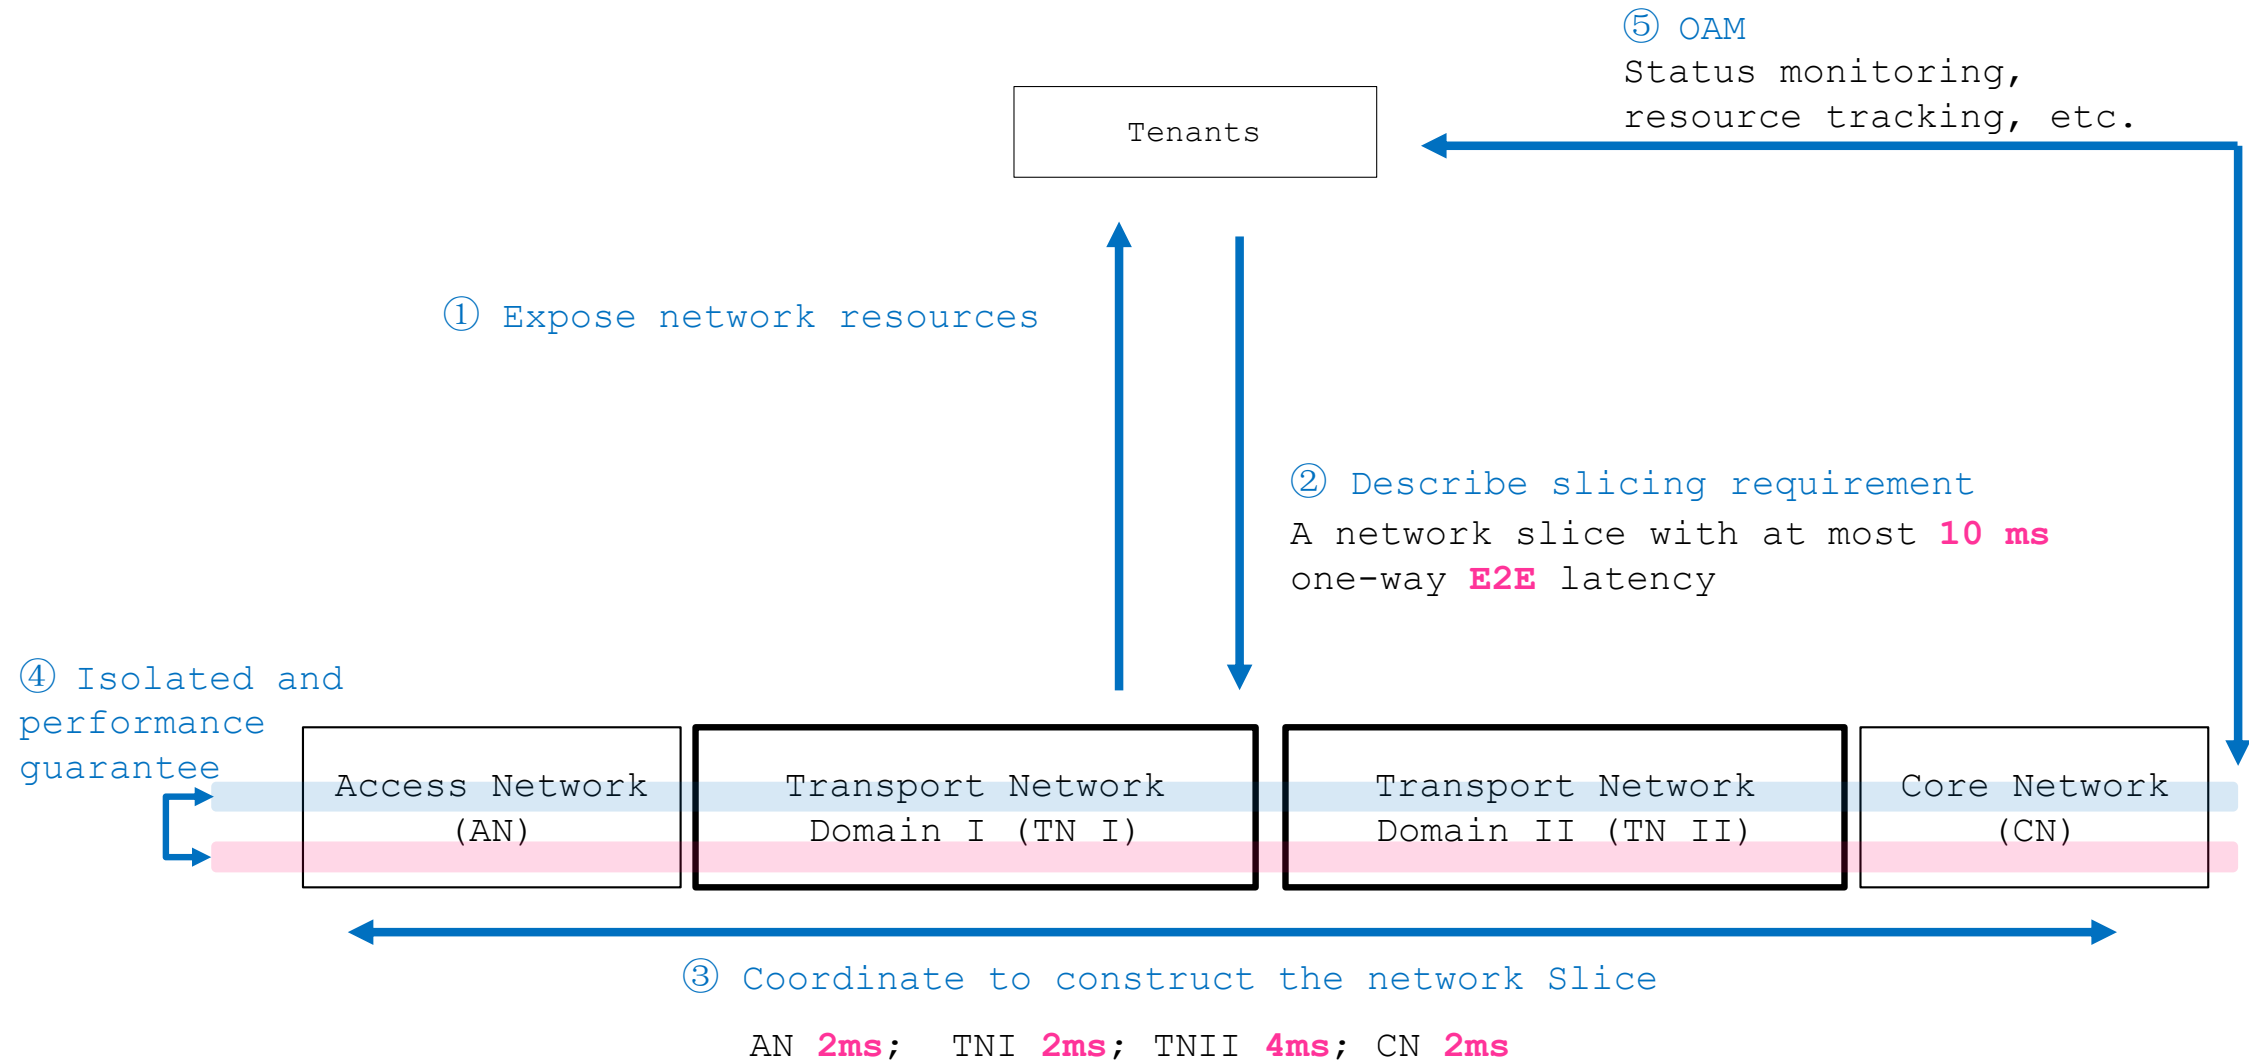 ⑤ OAM
Status monitoring,
resource tracking, etc.
Tenants
① Expose network resources
② Describe slicing requirement
A network slice with at most 10 ms
one-way E2E latency
④ Isolated and
performance
guarantee
Access Network
(AN)
Transport Network
Domain I (TN I)
Transport Network
Domain II (TN II)
Core Network
(CN)
③ Coordinate to construct the network Slice
AN 2ms; TNI 2ms; TNII 4ms; CN 2ms